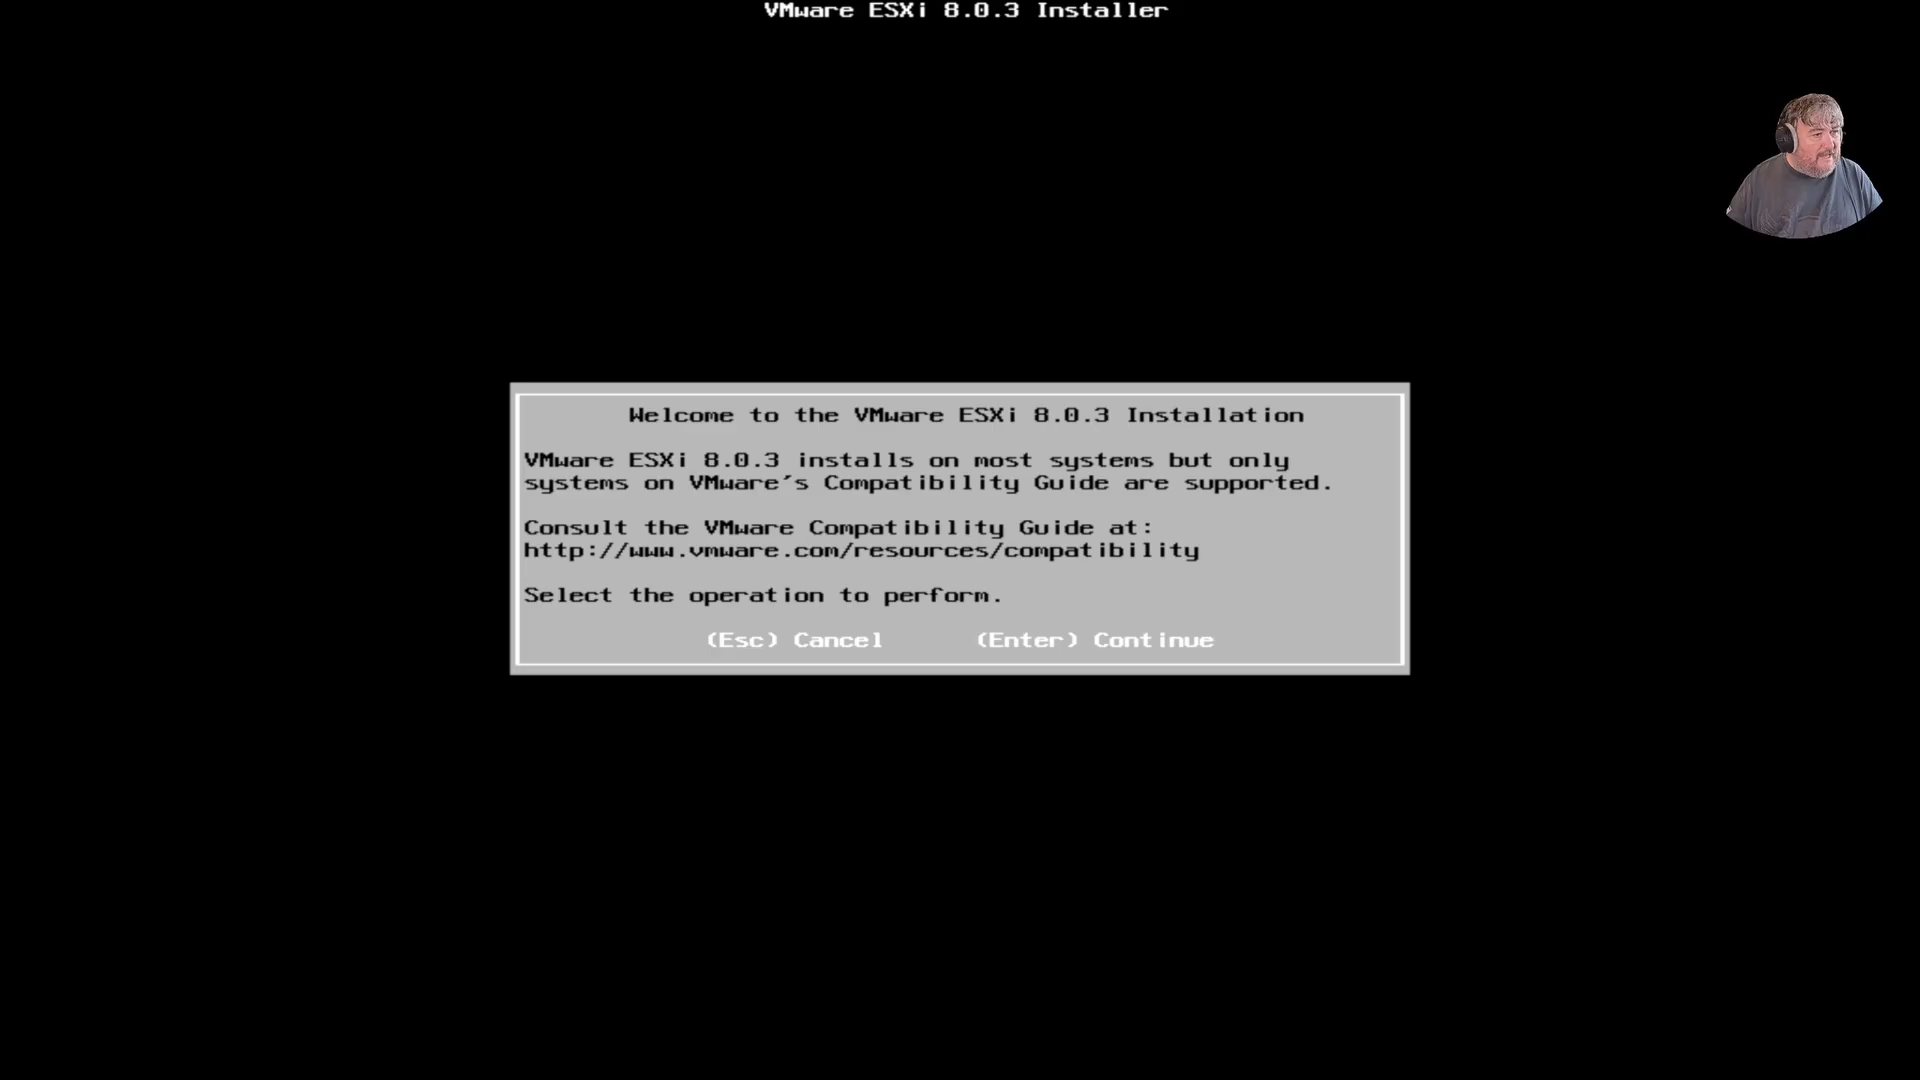 VMware ESXi 8.0.3 Installer
Welcome to the VMware ESXi 8.0.3 Installation
VMware ESXi 8.0.3 installs on most systems but only
systems on VMware's Compatibility Guide are supported.
Consult the VMware Compatibility Guide at:
http://www.vmware.com/resources/compatibility
Select the operation to perform.
(Esc) Cancel (Enter) Continue